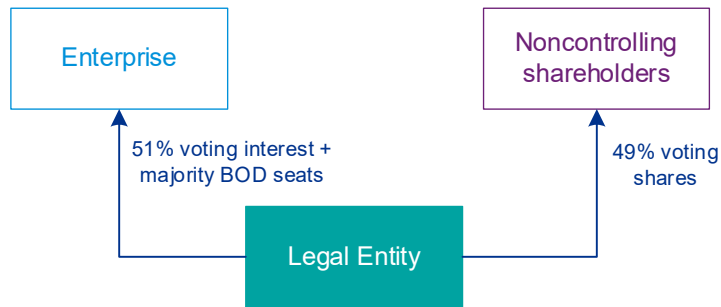 Enterprise
Noncontrolling
shareholders
51% voting interest +
majority BOD seats
49% voting
shares
Legal Entity